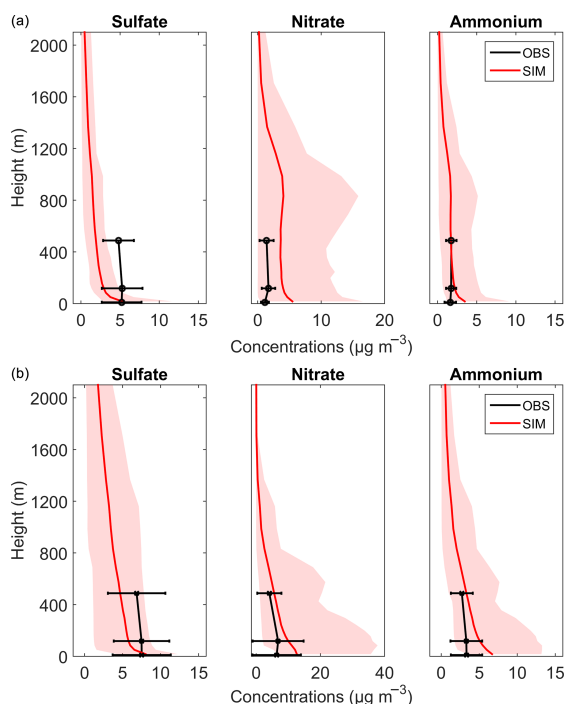 (a)
Sulfate
Nitrate
Ammonium
OBS
SIM
2000
1600
1200
800
400
0
Height (m)
0 5 10 15
0 10 20
0 5 10 15
Concentrations (µg m⁻³)
(b)
Sulfate
Nitrate
Ammonium
OBS
SIM
2000
1600
1200
800
400
0
Height (m)
0 5 10 15
0 20 40
0 5 10 15
Concentrations (µg m⁻³)